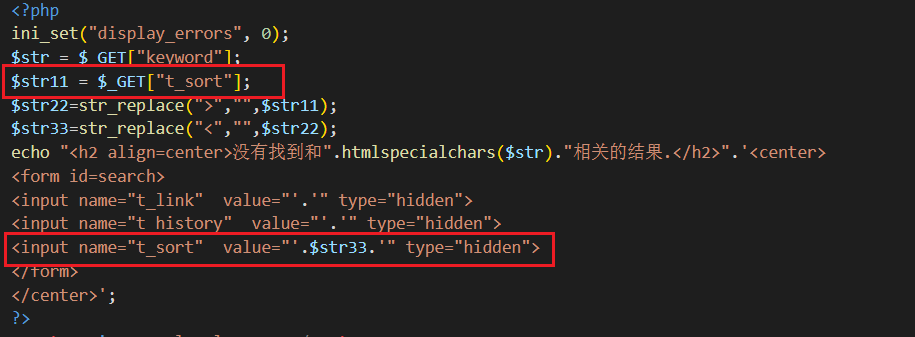 <?php
ini_set("display_errors", 0);
$str = $_GET["keyword"];
$str11 = $_GET["t_sort"];
$str22=str_replace(">","",$str11);
$str33=str_replace("<","",$str22);
echo "<h2 align=center>没有找到和".htmlspecialchars($str)."相关的结果.</h2>".'<center>
<form id=search>
<input name="t_link"  value="'.'" type="hidden">
<input name="t_history"  value="'.'" type="hidden">
<input name="t_sort"  value="'.$str33.'" type="hidden">
</form>
</center>';
?>